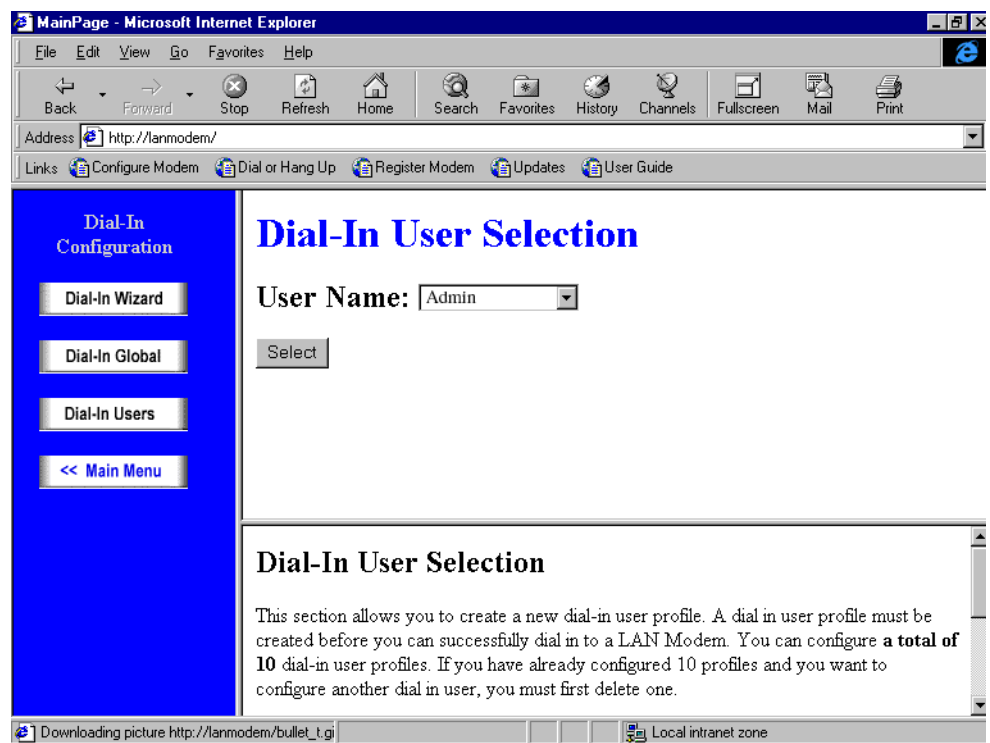 MainPage - Microsoft Internet Explorer
File Edit View Go Favorites Help
Back Forward Stop Refresh Home Search Favorites History Channels Fullscreen Mail Print
Address http://lanmodem/
Links Configure Modem Dial or Hang Up Register Modem Updates User Guide
Dial-In
Configuration
Dial-In Wizard
Dial-In Global
Dial-In Users
<< Main Menu
Dial-In User Selection
User Name: Admin
Select
Dial-In User Selection
This section allows you to create a new dial-in user profile. A dial in user profile must be
created before you can successfully dial in to a LAN Modem. You can configure a total of
10 dial-in user profiles. If you have already configured 10 profiles and you want to
configure another dial in user, you must first delete one.
Downloading picture http://lanmodem/bullet_t.gi
Local intranet zone